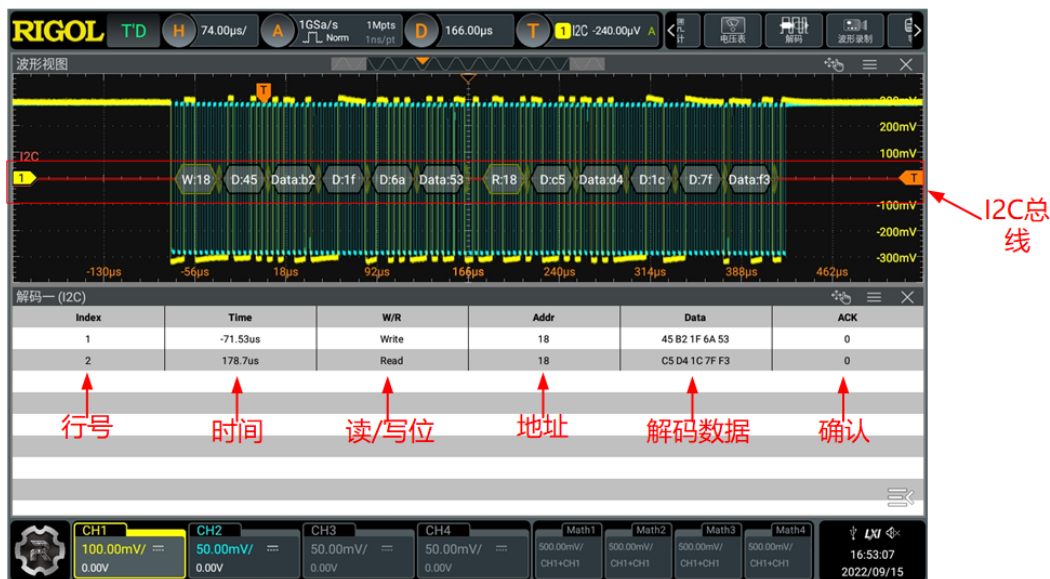 RIGOL T'D H 74.00μs/ A 1GSa/s Norm 1Mpts 1ns/pt D 166.00μs T 1 I2C -240.00μV A
电压表 解码 波形录制
波形视图
T
200mV
100mV
I2C
1 W:18 D:45 Data:b2 D:1f D:6a Data:53 R:18 D:c5 Data:d4 D:1c D:7f Data:f3 T
-100mV
-200mV
-300mV
-130μs -56μs 18μs 92μs 166μs 240μs 314μs 388μs 462μs
I2C总
线
解码一 (I2C)
Index Time W/R Addr Data ACK
1 -71.53us Write 18 45 B2 1F 6A 53 0
2 178.7us Read 18 C5 D4 1C 7F F3 0
行号 时间 读/写位 地址 解码数据 确认
CH1 CH2 CH3 CH4 Math1 Math2 Math3 Math4
100.00mV/ 50.00mV/ 50.00mV/ 50.00mV/ 500.00mV/ 500.00mV/ 500.00mV/ 500.00mV/
0.00V 0.00V 0.00V 0.00V CH1+CH1 CH1+CH1 CH1+CH1 CH1+CH1
LXI
16:53:07
2022/09/15